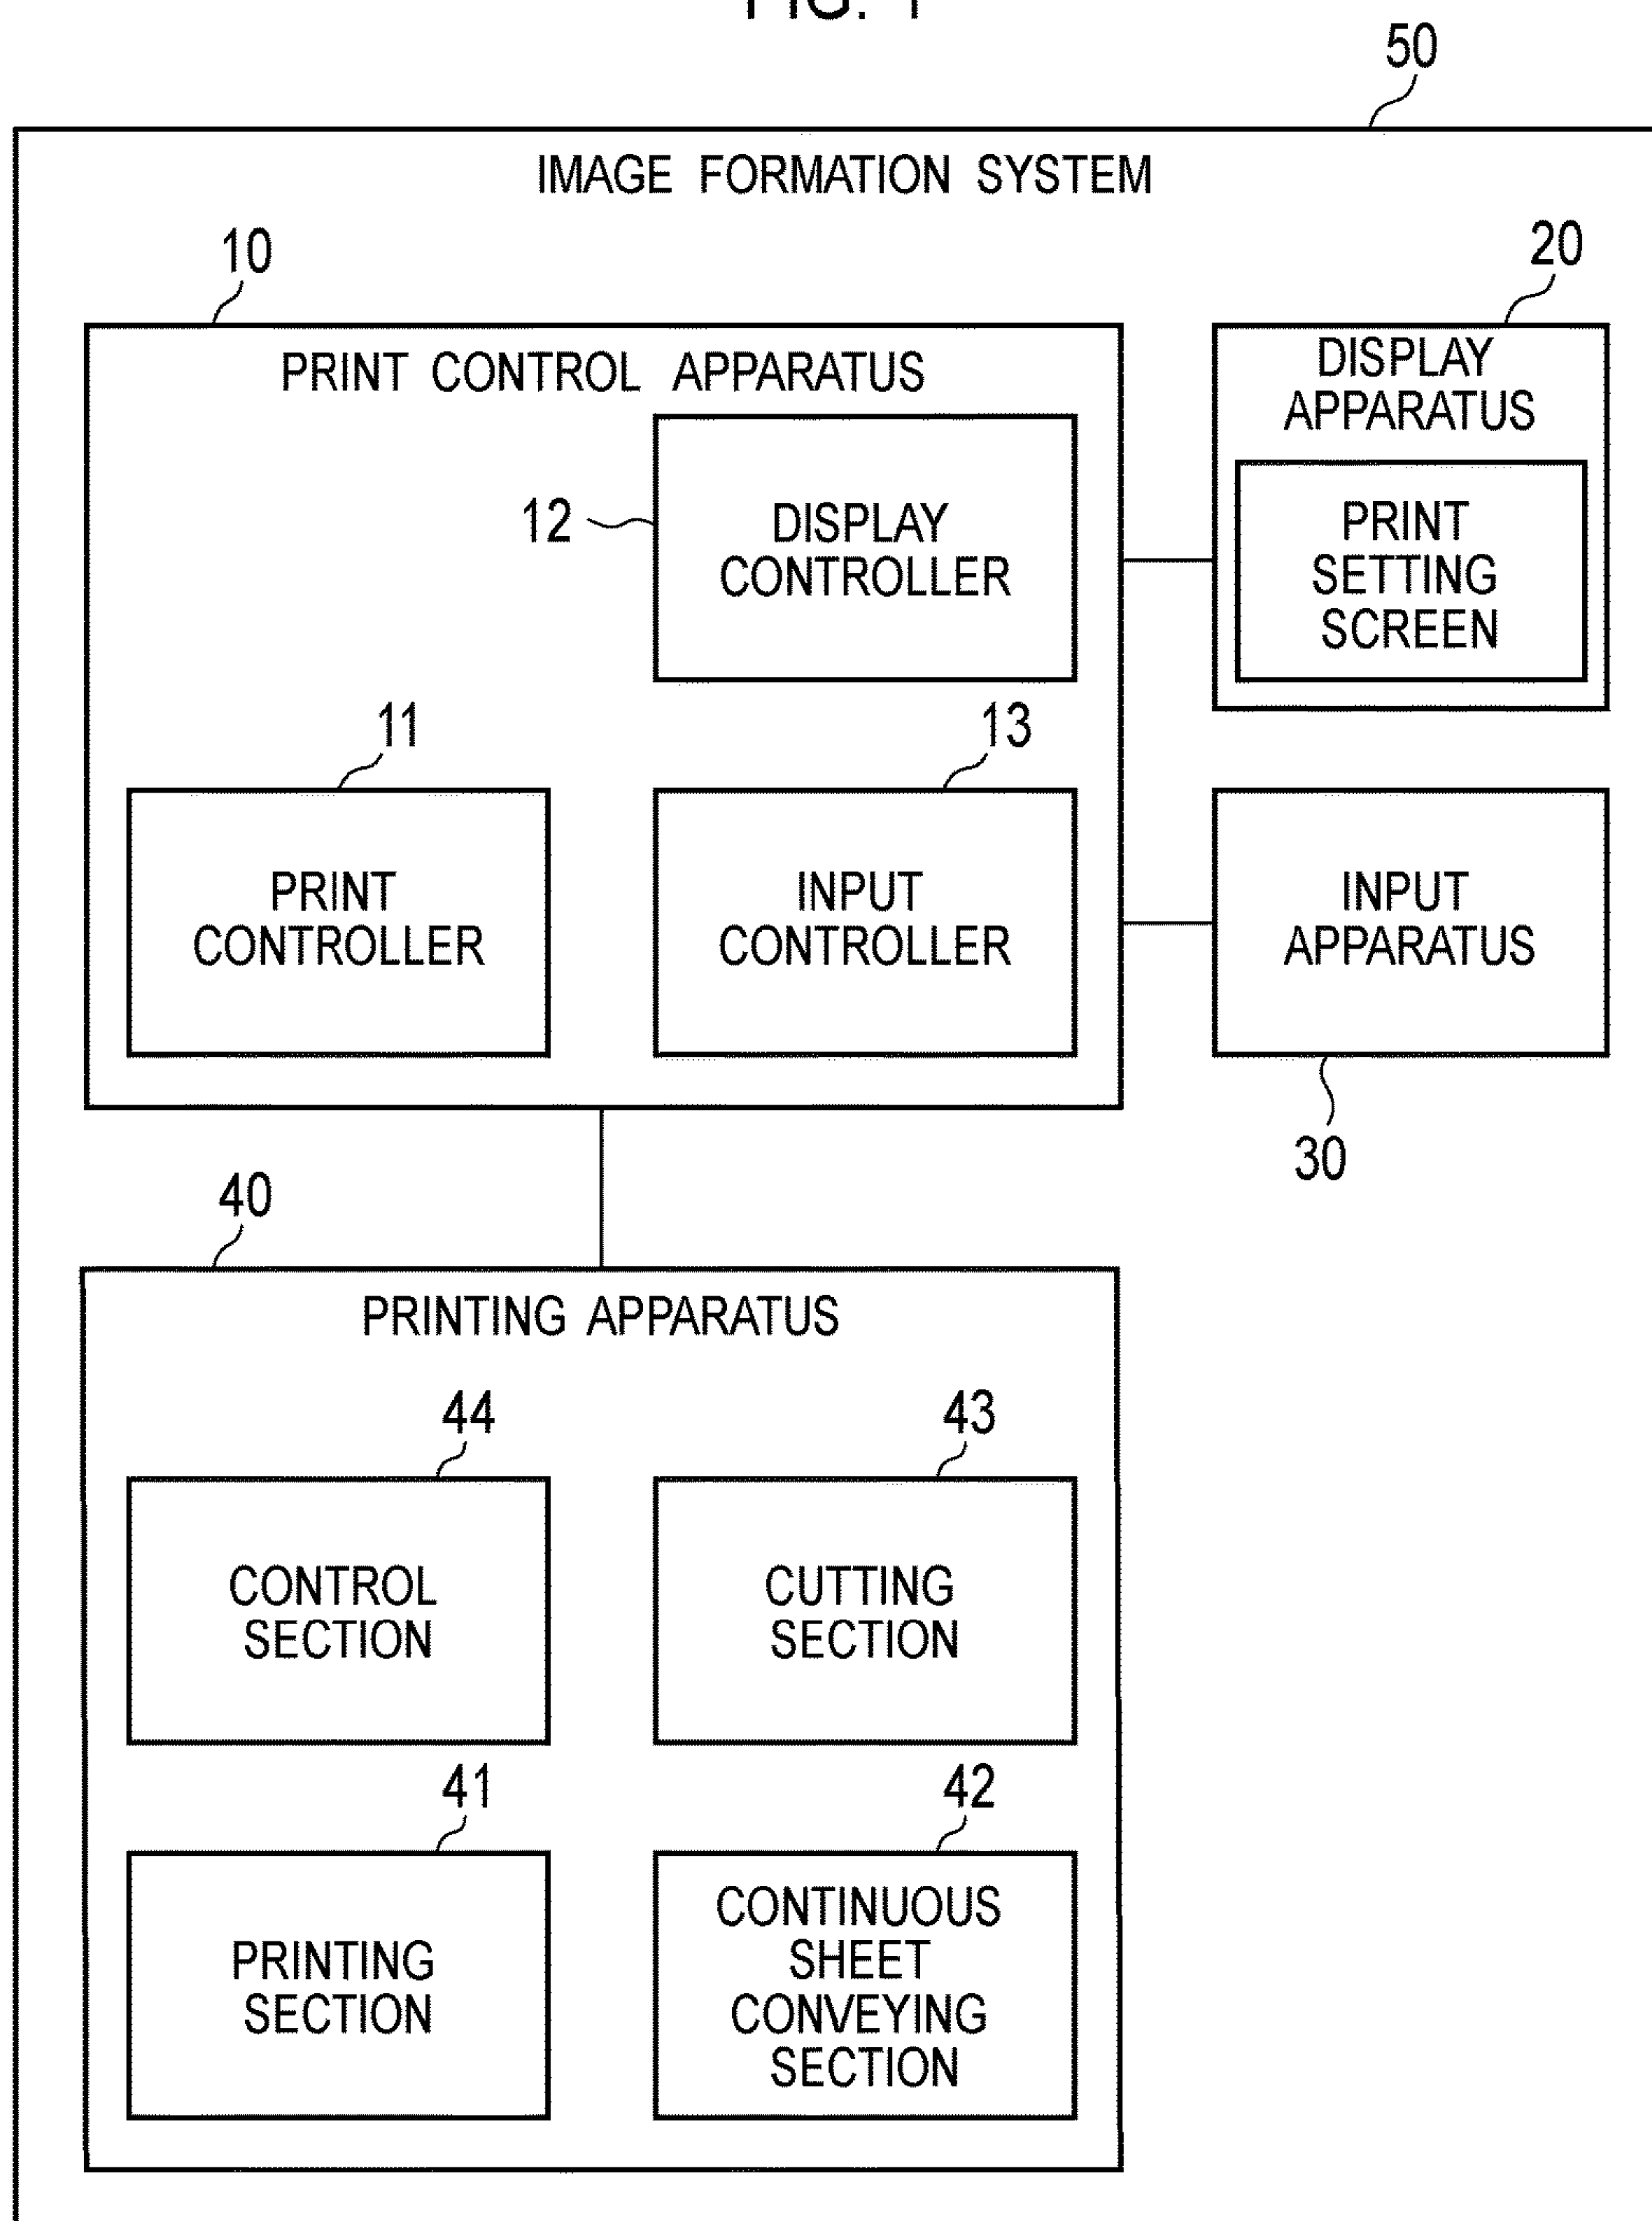 FIG. 1
50
IMAGE FORMATION SYSTEM
10
20
PRINT CONTROL APPARATUS
DISPLAY
APPARATUS
12
DISPLAY
CONTROLLER
PRINT
SETTING
SCREEN
11
13
PRINT
CONTROLLER
INPUT
CONTROLLER
INPUT
APPARATUS
30
40
PRINTING APPARATUS
44
43
CONTROL
SECTION
CUTTING
SECTION
41
42
PRINTING
SECTION
CONTINUOUS
SHEET
CONVEYING
SECTION